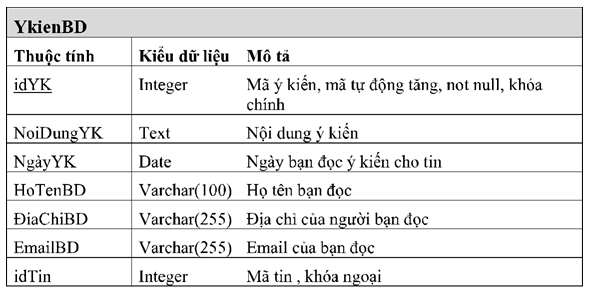 YkienBD
Thuộc tính Kiểu dữ liệu Mô tả
idYK Integer Mã ý kiến, mã tự động tăng, not null, khóa
chính
NoiDungYK Text Nội dung ý kiến
NgàyYK Date Ngày bạn đọc ý kiến cho tin
HoTenBD Varchar(100) Họ tên bạn đọc
ĐiaChiBD Varchar(255) Địa chỉ của người bạn đọc
EmailBD Varchar(255) Email của bạn đọc
idTin Integer Mã tin , khóa ngoại